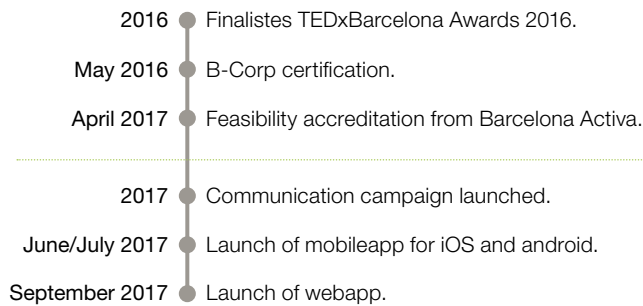 2016 Finalistes TEDxBarcelona Awards 2016.
May 2016 B-Corp certification.
April 2017 Feasibility accreditation from Barcelona Activa.
2017 Communication campaign launched.
June/July 2017 Launch of mobileapp for iOS and android.
September 2017 Launch of webapp.